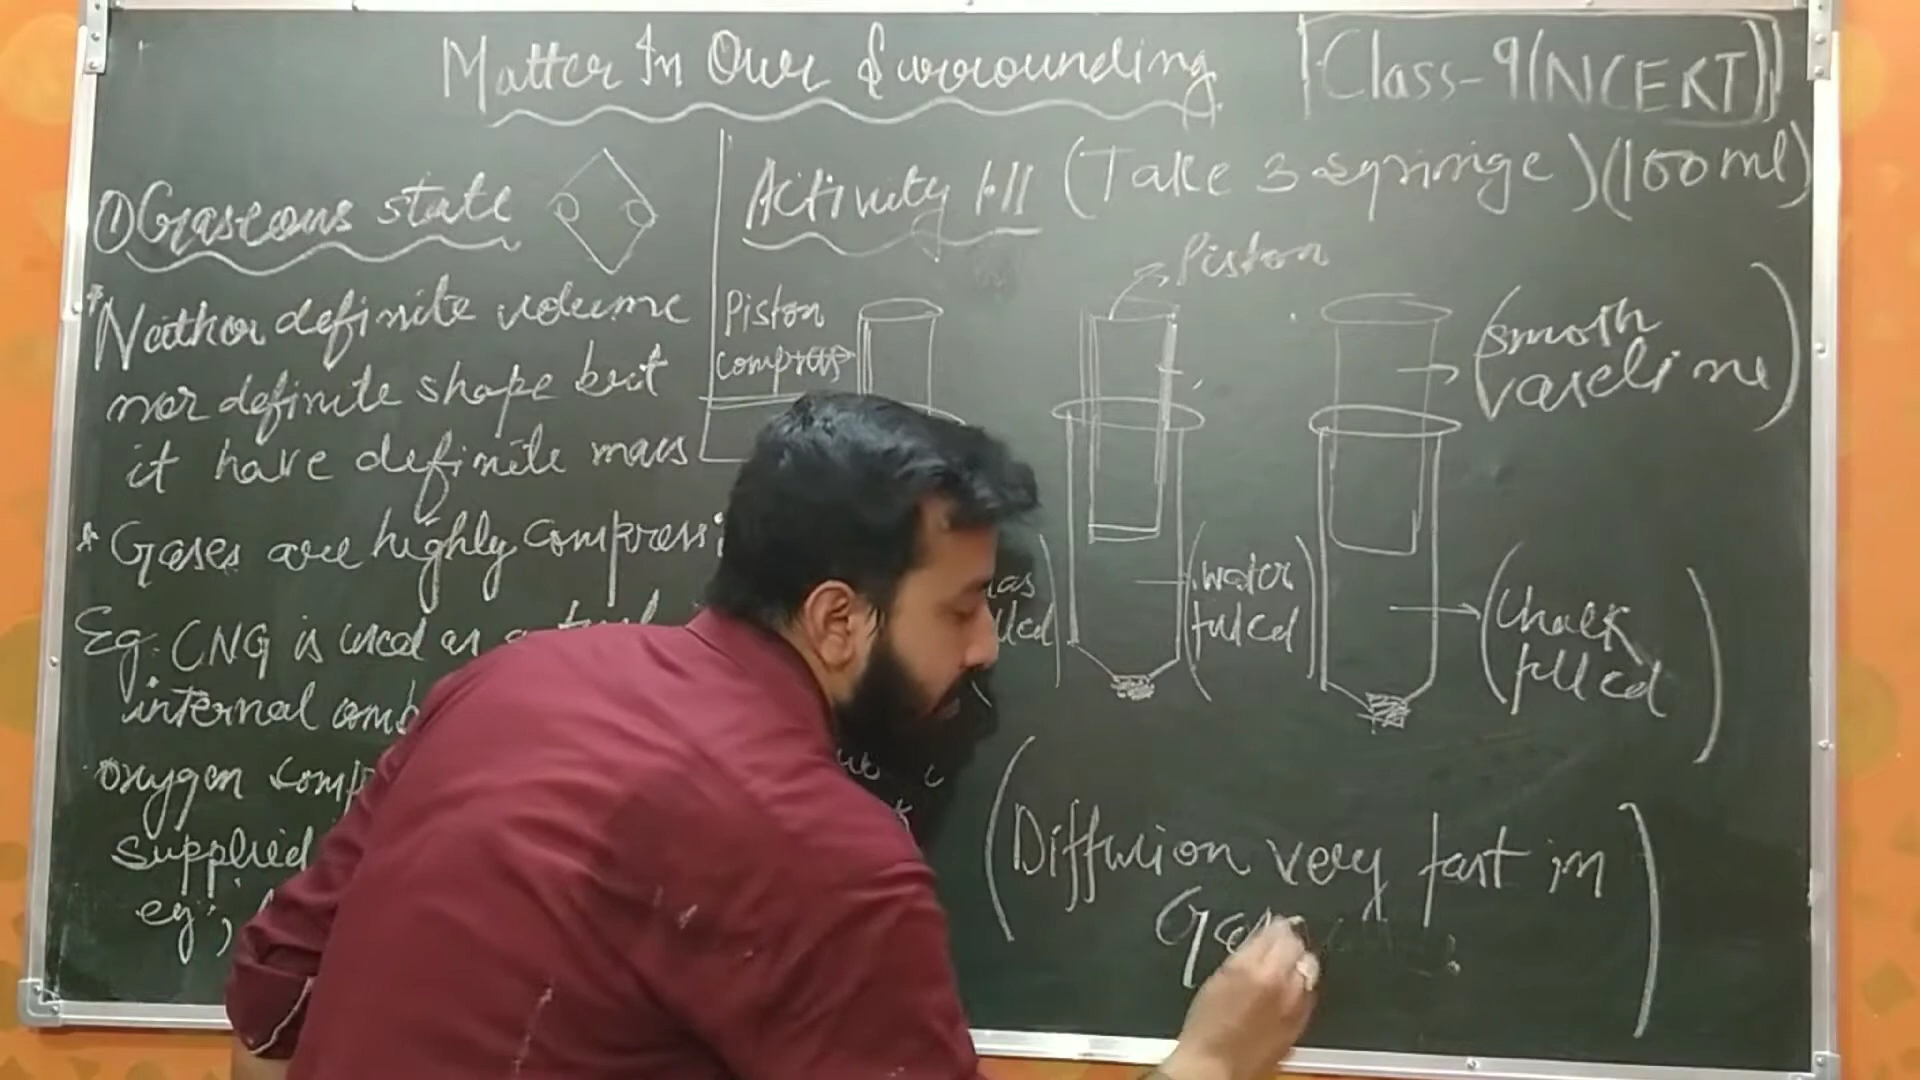 Matter In Our Surrounding
Class-9(NCERT)
① Gaseous state
* Neither definite volume
nor definite shape but
it have definite mass
* Gases are highly compressi
Eg: CNG is used as a
internal comb
oxygen comp
supplied
eg;
Activity 1.11 (Take 3 syringe) (100 ml)
Piston
compress
Piston
(smoth
vaseline)
(water
filled)
(chalk
filled)
(Diffusion very fast in
Gas